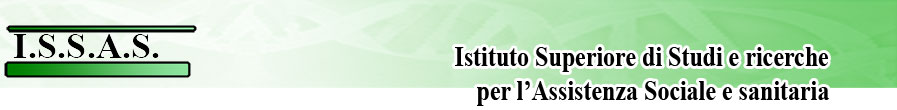 I.S.S.A.S.
Istituto Superiore di Studi e ricerche
per l'Assistenza Sociale e sanitaria